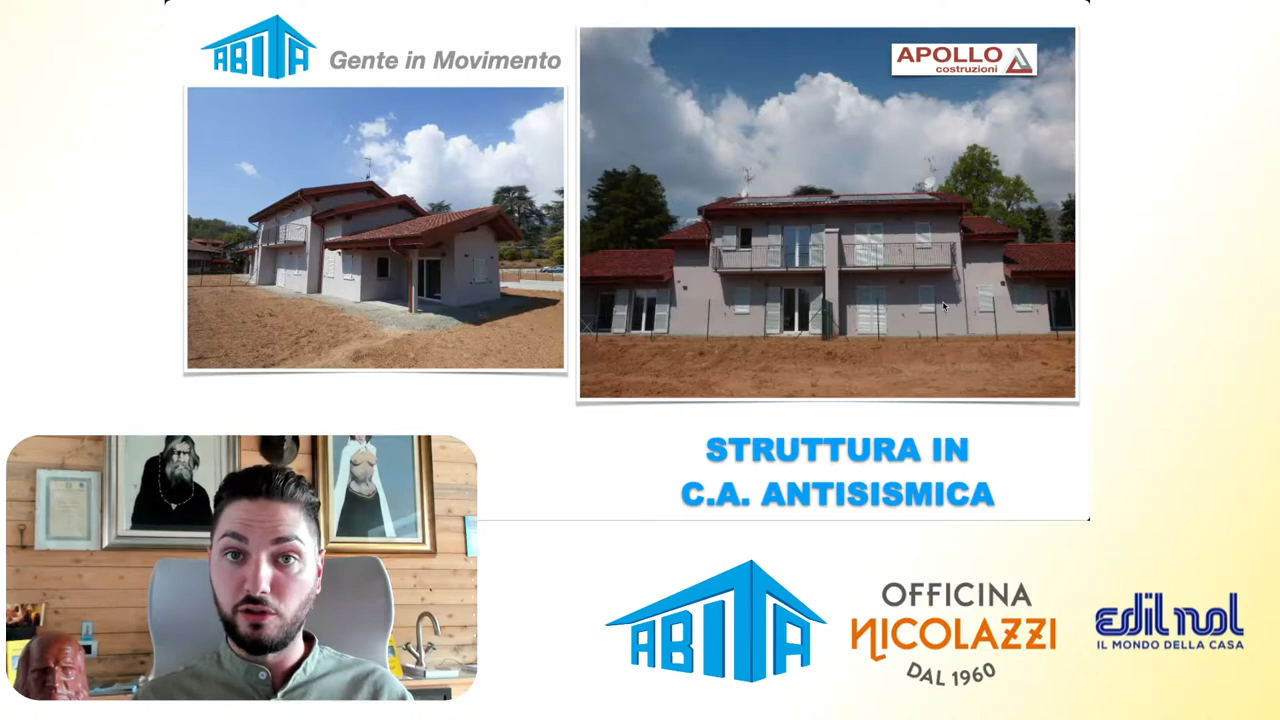 ABITA
Gente in Movimento
APOLLO
costruzioni
STRUTTURA IN
C.A. ANTISISMICA
ABITA
OFFICINA
NICOLAZZI
DAL 1960
edilnol
IL MONDO DELLA CASA